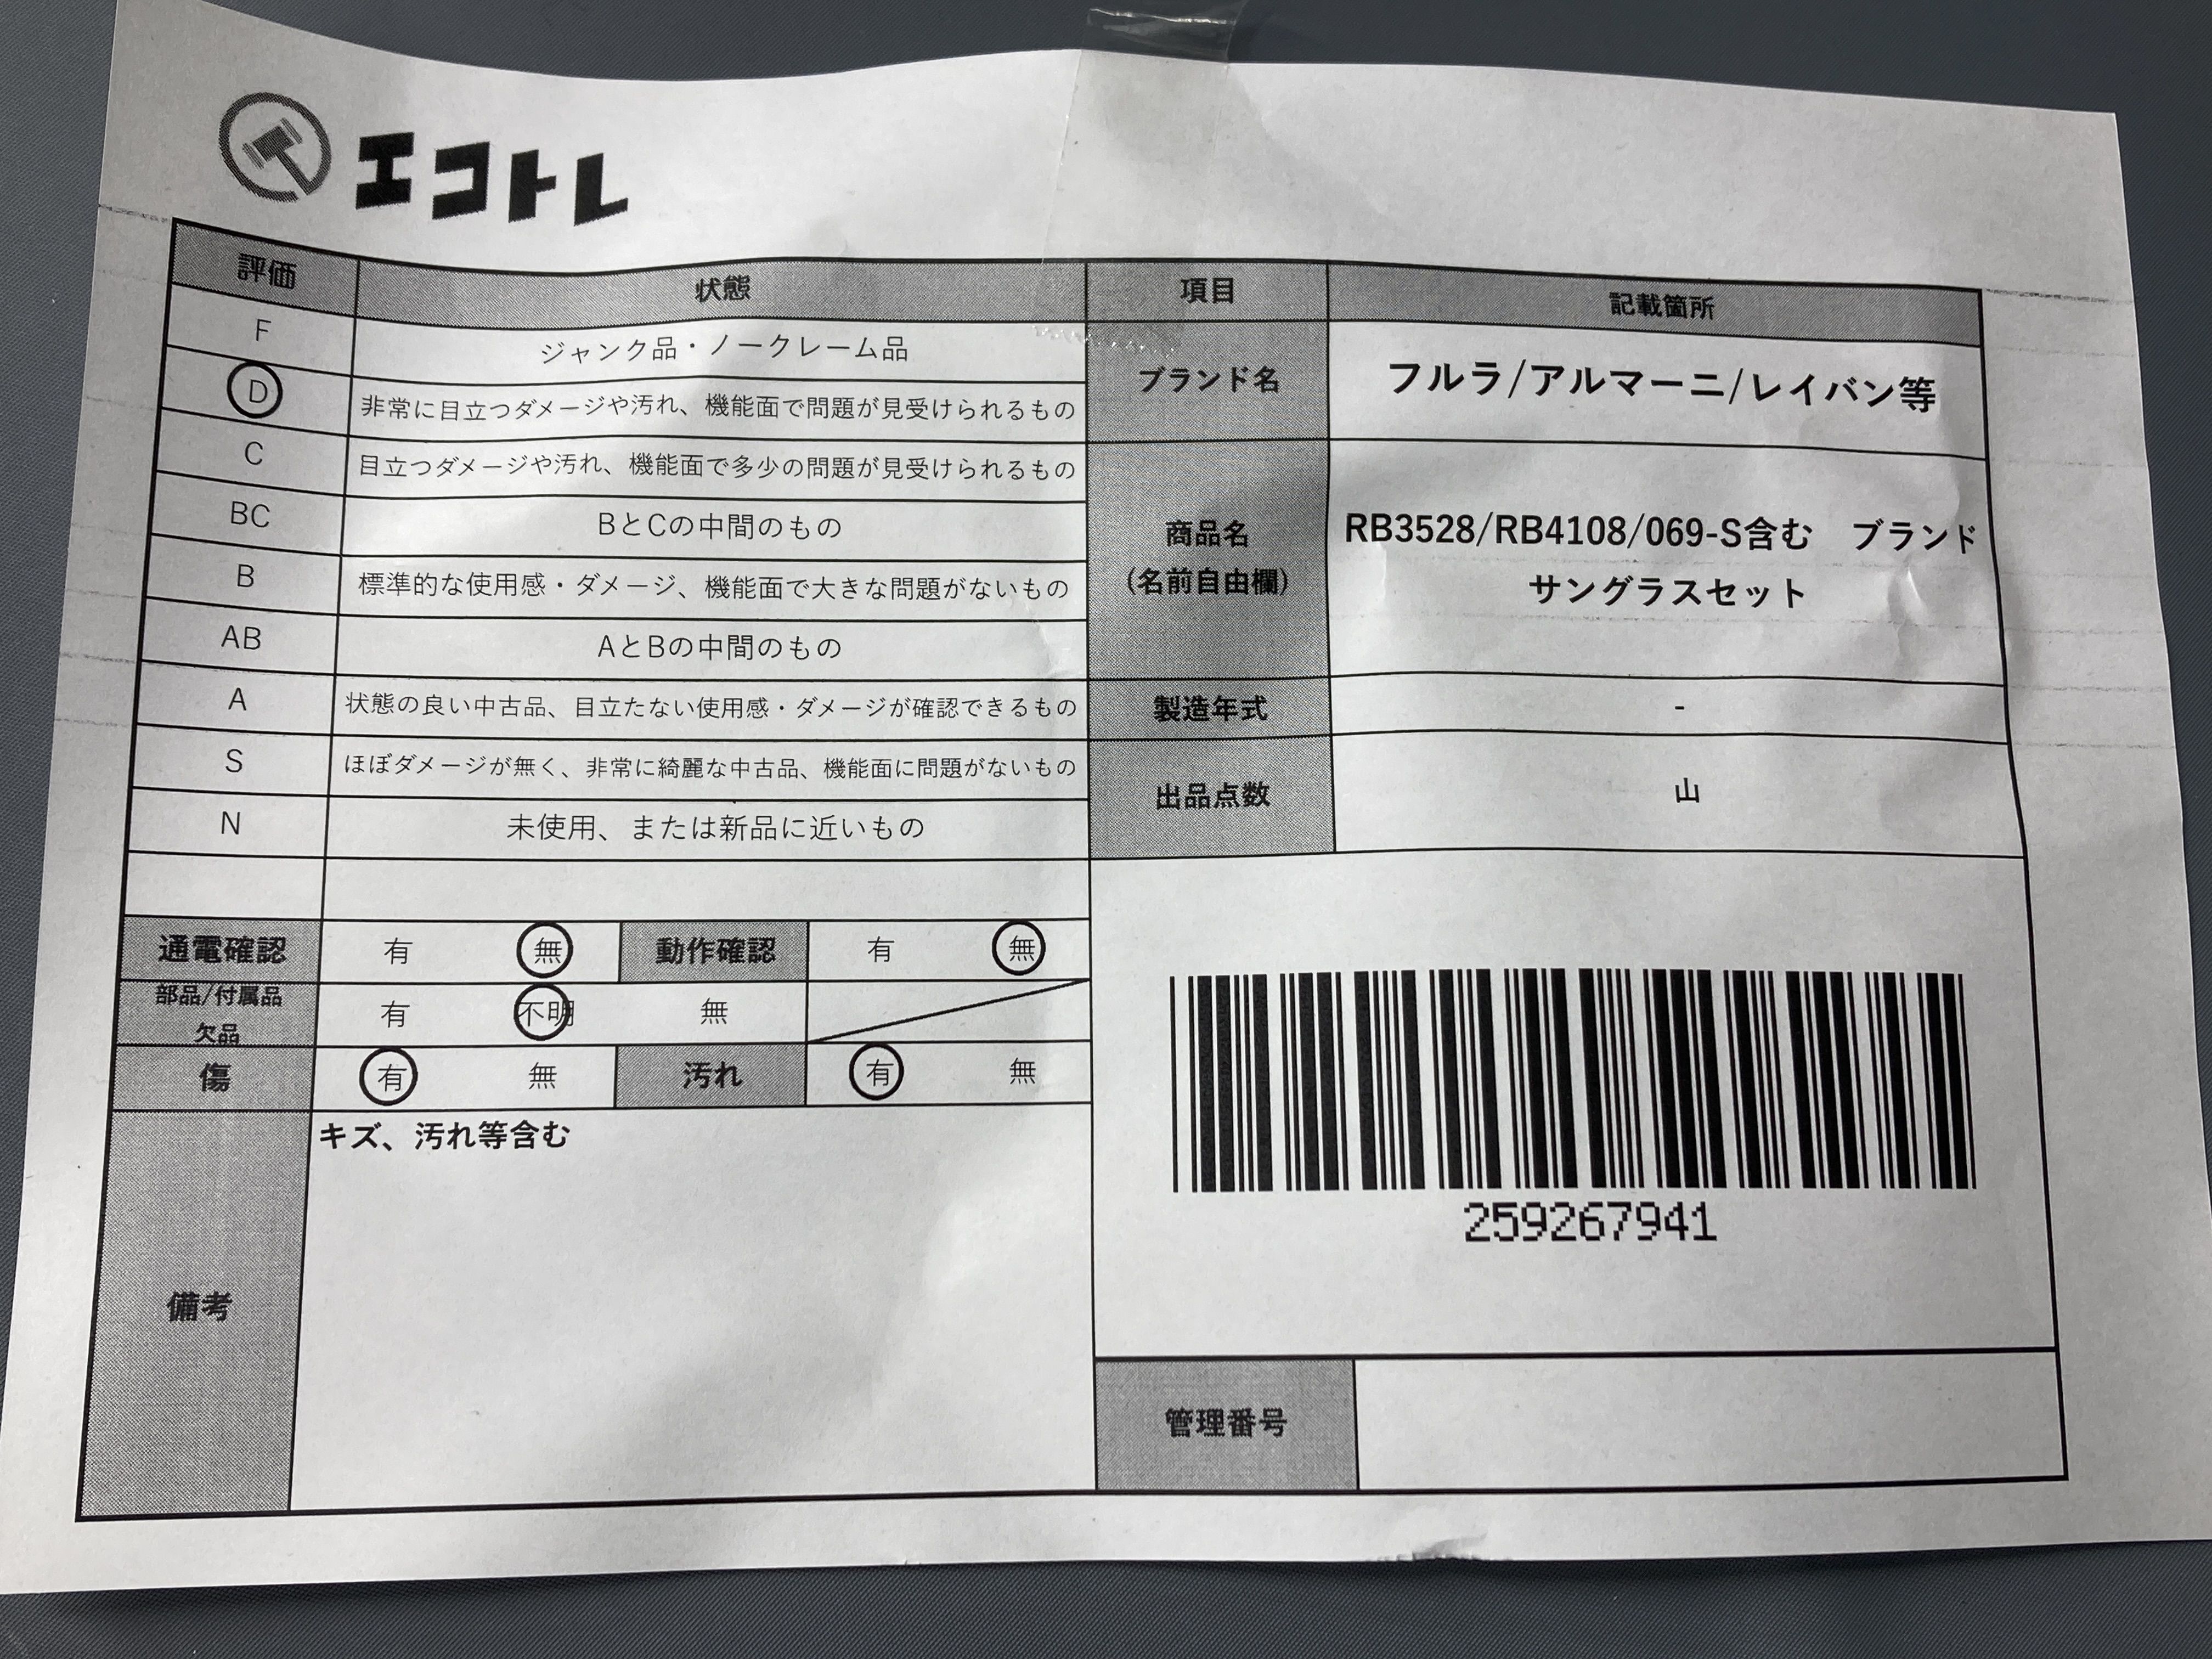 エコトレ
評価 状態 項目 記載箇所
F ジャンク品・ノークレーム品
D 非常に目立つダメージや汚れ、機能面で問題が見受けられるもの
C 目立つダメージや汚れ、機能面で多少の問題が見受けられるもの
BC BとCの中間のもの
B 標準的な使用感・ダメージ、機能面で大きな問題がないもの
AB AとBの中間のもの
A 状態の良い中古品、目立たない使用感・ダメージが確認できるもの
S ほぼダメージが無く、非常に綺麗な中古品、機能面に問題がないもの
N 未使用、または新品に近いもの
通電確認 有 無 動作確認 有 無
部品/付属品
欠品 有 不明 無
傷 有 無 汚れ 有 無
備考 キズ、汚れ等含む
ブランド名 フルラ/アルマーニ/レイバン等
商品名
(名前自由欄)
RB3528/RB4108/069-S含む　ブランド
サングラスセット
製造年式 -
出品点数 山
259267941
管理番号